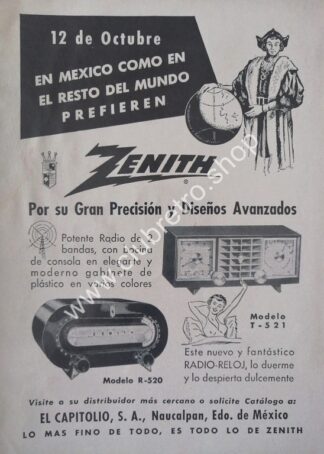 12 de Octubre
EN MEXICO COMO EN
EL RESTO DEL MUNDO
PREFIEREN
ZENITH
Por su Gran Precisión y Diseños Avanzados
Potente Radio de 2
bandas, con bocina
de consola en elegante y
moderno gabinete de
plástico en varios colores
Modelo
T-521
Modelo R-520
Este nuevo y fantástico
RADIO-RELOJ, lo duerme
y lo despierta dulcemente
Visite a su distribuidor más cercano o solicite Catálogo a:
EL CAPITOLIO, S. A., Naucalpan, Edo. de México
LO MAS FINO DE TODO, ES TODO LO DE ZENITH